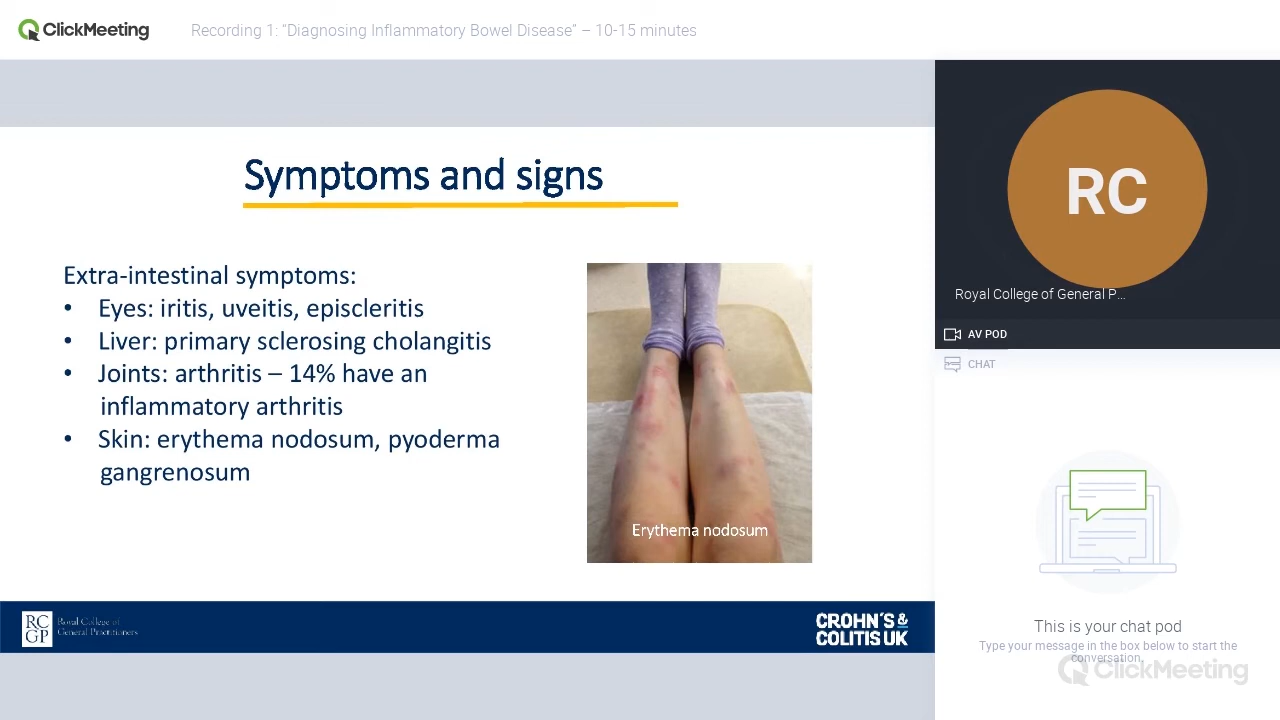 ClickMeeting
Recording 1: "Diagnosing Inflammatory Bowel Disease" – 10-15 minutes
Symptoms and signs
Extra-intestinal symptoms:
• Eyes: iritis, uveitis, episcleritis
• Liver: primary sclerosing cholangitis
• Joints: arthritis – 14% have an
inflammatory arthritis
• Skin: erythema nodosum, pyoderma
gangrenosum
Erythema nodosum
RC
GP
Royal College of
General Practitioners
CROHN'S &
COLITIS UK
RC
Royal College of General P...
AV POD
CHAT
This is your chat pod
Type your message in the box below to start the
conversation.
ClickMeeting